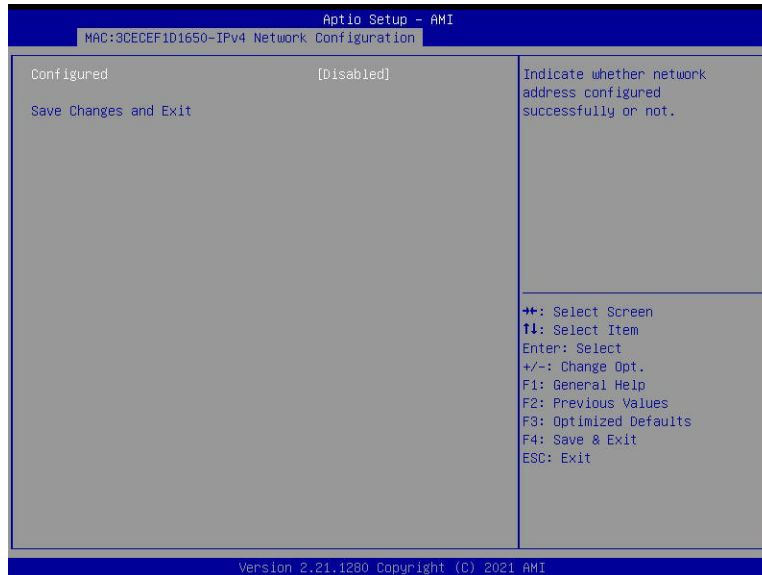 Aptio Setup – AMI
MAC:3CECEF1D1650-IPv4 Network Configuration
Configured [Disabled]
Save Changes and Exit
Indicate whether network
address configured
successfully or not.
→←: Select Screen
↑↓: Select Item
Enter: Select
+/-: Change Opt.
F1: General Help
F2: Previous Values
F3: Optimized Defaults
F4: Save & Exit
ESC: Exit
Version 2.21.1280 Copyright (C) 2021 AMI